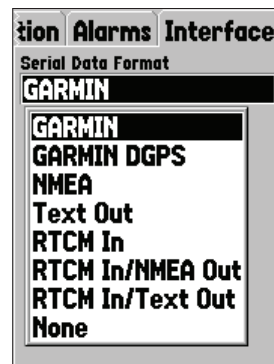 tion Alarms Interface
Serial Data Format
GARMIN
GARMIN
GARMIN DGPS
NMEA
Text Out
RTCM In
RTCM In/NMEA Out
RTCM In/Text Out
None